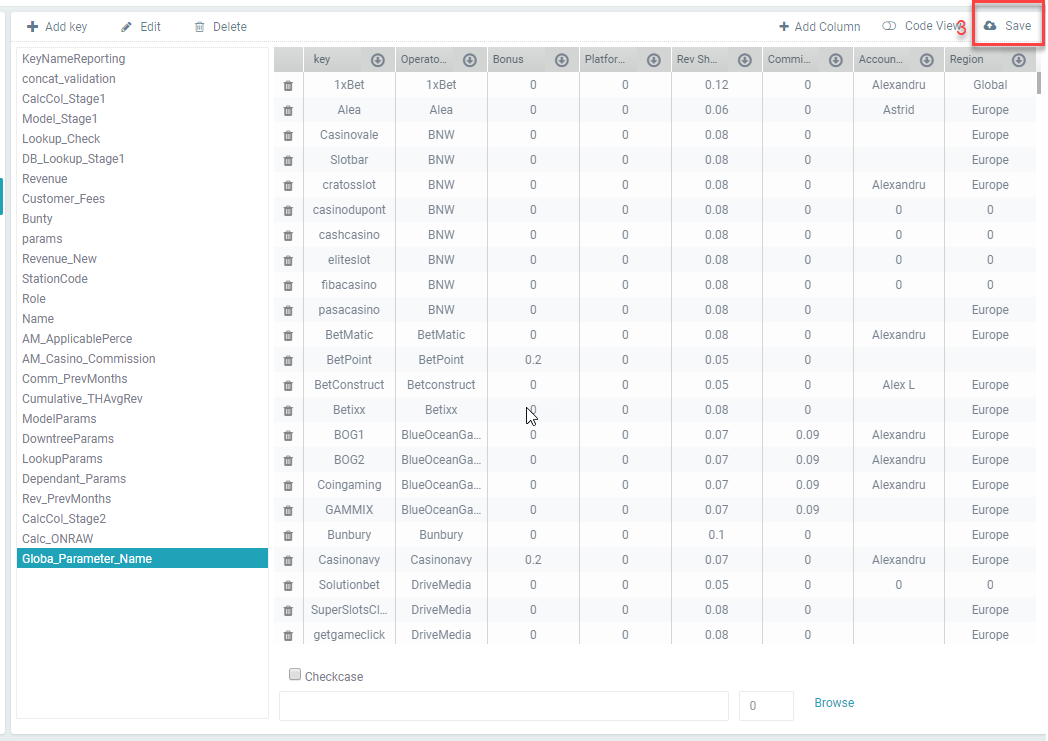 Add key Edit Delete Add Column Code View 3 Save
KeyNameReporting
concat_validation
CalcCol_Stage1
Model_Stage1
Lookup_Check
DB_Lookup_Stage1
Revenue
Customer_Fees
Bunty
params
Revenue_New
StationCode
Role
Name
AM_ApplicablePerce
AM_Casino_Commission
Comm_PrevMonths
Cumulative_THAvgRev
ModelParams
DowntreeParams
LookupParams
Dependant_Params
Rev_PrevMonths
CalcCol_Stage2
Calc_ONRAW
Globa_Parameter_Name
key Operato... Bonus Platfor... Rev Sh... Commi... Accoun... Region
1xBet 1xBet 0 0 0.12 0 Alexandru Global
Alea Alea 0 0 0.06 0 Astrid Europe
Casinovale BNW 0 0 0.08 0 Europe
Slotbar BNW 0 0 0.08 0 Europe
cratosslot BNW 0 0 0.08 0 Alexandru Europe
casinodupont BNW 0 0 0.08 0 0 0
cashcasino BNW 0 0 0.08 0 0 0
eliteslot BNW 0 0 0.08 0 0 0
fibacasino BNW 0 0 0.08 0 0 0
pasacasino BNW 0 0 0.08 0 Europe
BetMatic BetMatic 0 0 0.08 0 Alexandru Europe
BetPoint BetPoint 0.2 0 0.05 0
BetConstruct Betconstruct 0 0 0.05 0 Alex L Europe
Betixx Betixx 0 0 0.08 0 Europe
BOG1 BlueOceanGa... 0 0 0.07 0.09 Alexandru Europe
BOG2 BlueOceanGa... 0 0 0.07 0.09 Alexandru Europe
Coingaming BlueOceanGa... 0 0 0.07 0.09 Alexandru Europe
GAMMIX BlueOceanGa... 0 0 0.07 0.09 Europe
Bunbury Bunbury 0 0 0.1 0 Europe
Casinonavy Casinonavy 0.2 0 0.07 0 Alexandru Europe
Solutionbet DriveMedia 0 0 0.05 0 0 0
SuperSlotsCl... DriveMedia 0 0 0.08 0 Europe
getgameclick DriveMedia 0 0 0.08 0 Europe
Checkcase
0 Browse